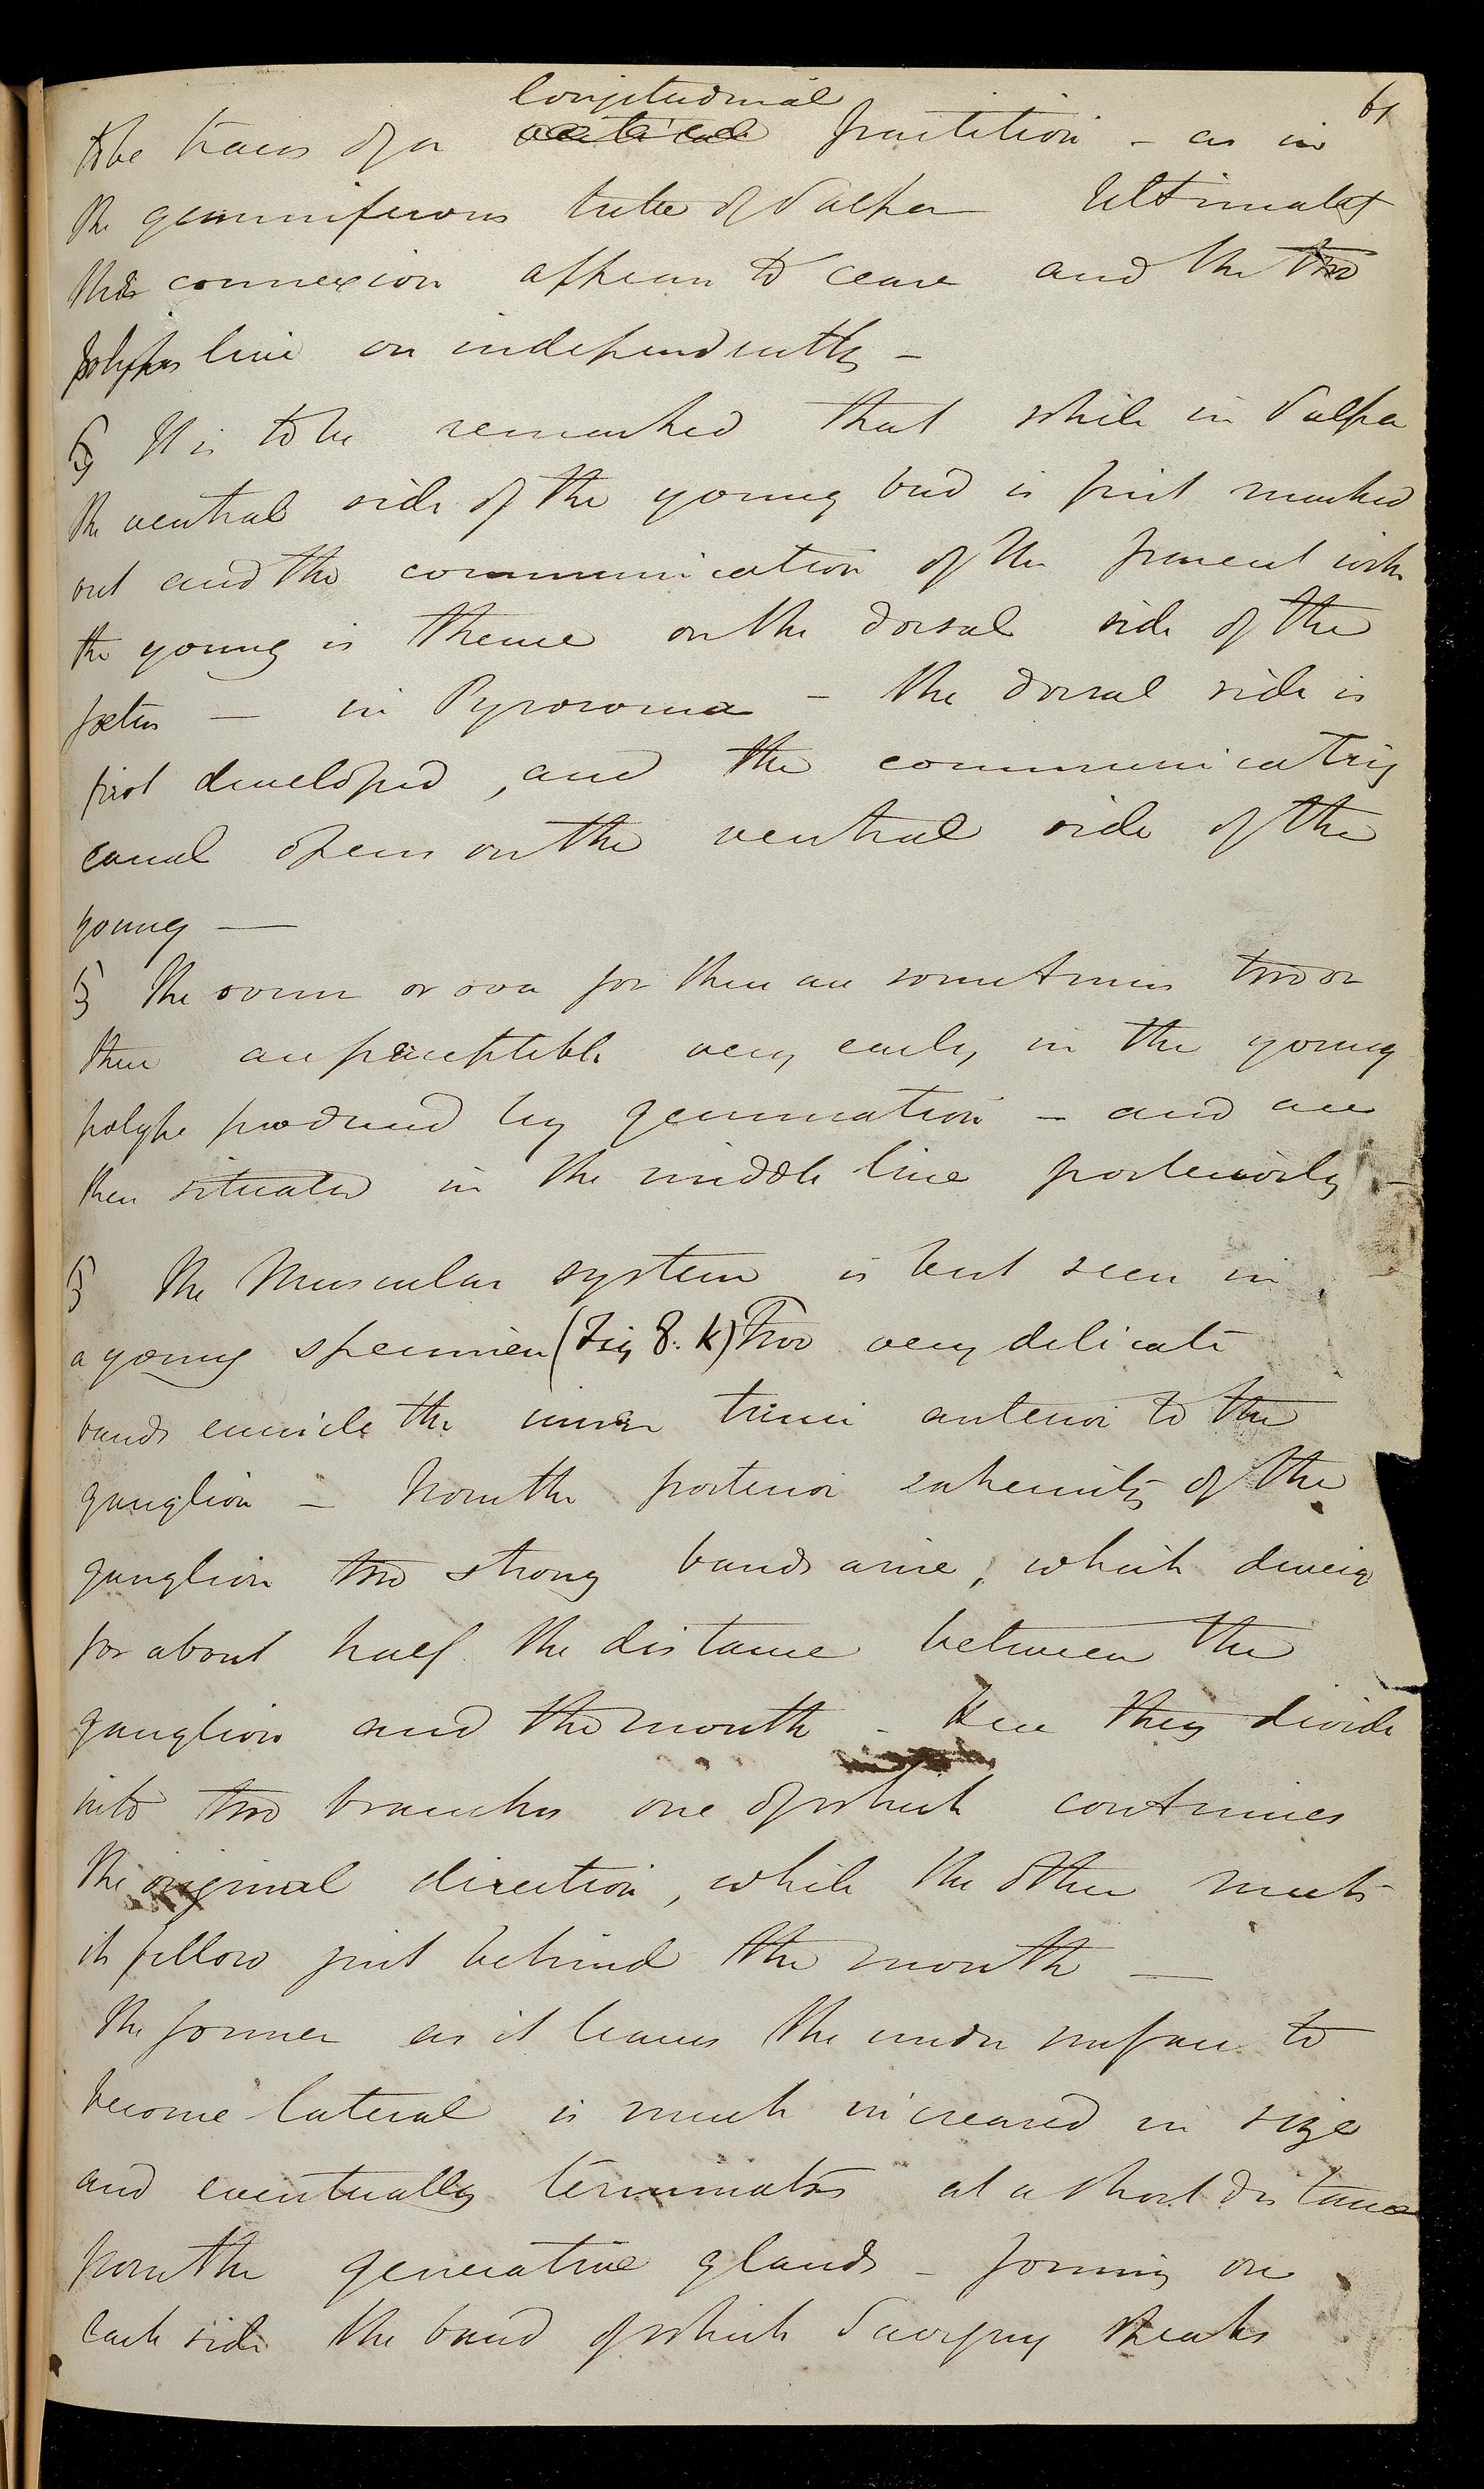 longitudinal 61
to be traces of a vertical partition - as in
the gemmiferous tube of Salpa Ultimately
this connexion appears to cease and the two
polypes live on independently -
§ It is to be remarked that while in Salpa
the ventral side of the young bud is first marked
out and the communication of the parent with
the young is thence on the dorsal side of the
fœtus — in Pyrosoma - the dorsal side is
first developed, and the communicating
canal opens on the ventral side of the
young —
§ The ovum or ova for there are sometimes two or
three are perceptible very early in the young
polype produced by gemmation - and are
then situated in the middle line posteriorly -
§ The Muscular system is best seen in
a young specimen (Fig 8. k) Two very delicate
bands encircle the inner tunic anterior to the
ganglion - From the posterior extremity of the
ganglion two strong bands arise, which diverge
for about half the distance between the
ganglion and the mouth - Here they divide
into two branches one of which continues
the original direction, while the other meets
its fellow just behind the mouth —
The former as it leaves the under surface to
become lateral is much increased in size
and eventually terminates at a short distance
from the generative glands - forming on
each side the band of which Savigny speaks